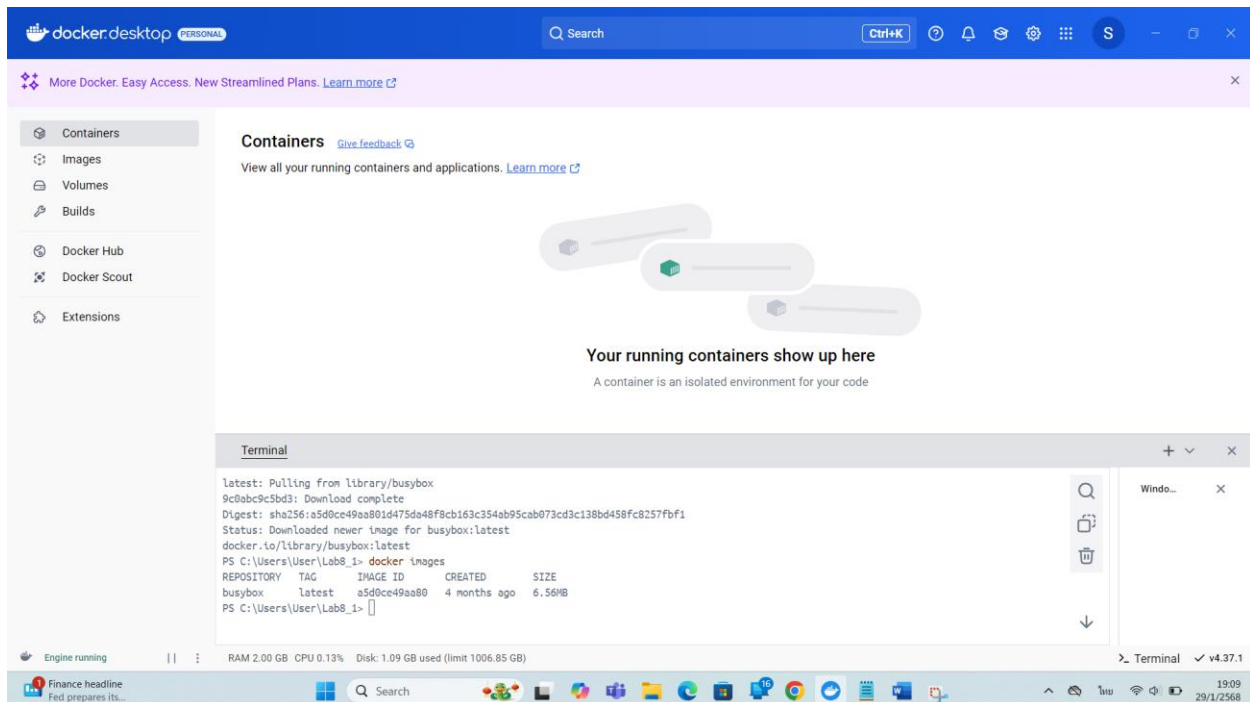 docker.desktop PERSONAL
Search
Ctrl+K
S
More Docker. Easy Access. New Streamlined Plans. Learn more
Containers
Images
Volumes
Builds
Docker Hub
Docker Scout
Extensions
Containers Give feedback
View all your running containers and applications. Learn more
Your running containers show up here
A container is an isolated environment for your code
Terminal
latest: Pulling from library/busybox
9c0abc9c5bd3: Download complete
Digest: sha256:a5d0ce49aa801d475da48f8cb163c354ab95cab073cd3c138bd458fc8257fbf1
Status: Downloaded newer image for busybox:latest
docker.io/library/busybox:latest
PS C:\Users\User\Lab8_1> docker images
REPOSITORY TAG IMAGE ID CREATED SIZE
busybox latest a5d0ce49aa80 4 months ago 6.56MB
PS C:\Users\User\Lab8_1>
Windo...
Engine running
RAM 2.00 GB CPU 0.13% Disk: 1.09 GB used (limit 1006.85 GB)
Terminal
v4.37.1
1
Finance headline
Fed prepares its...
Search
16
ไทย
19:09
29/1/2568